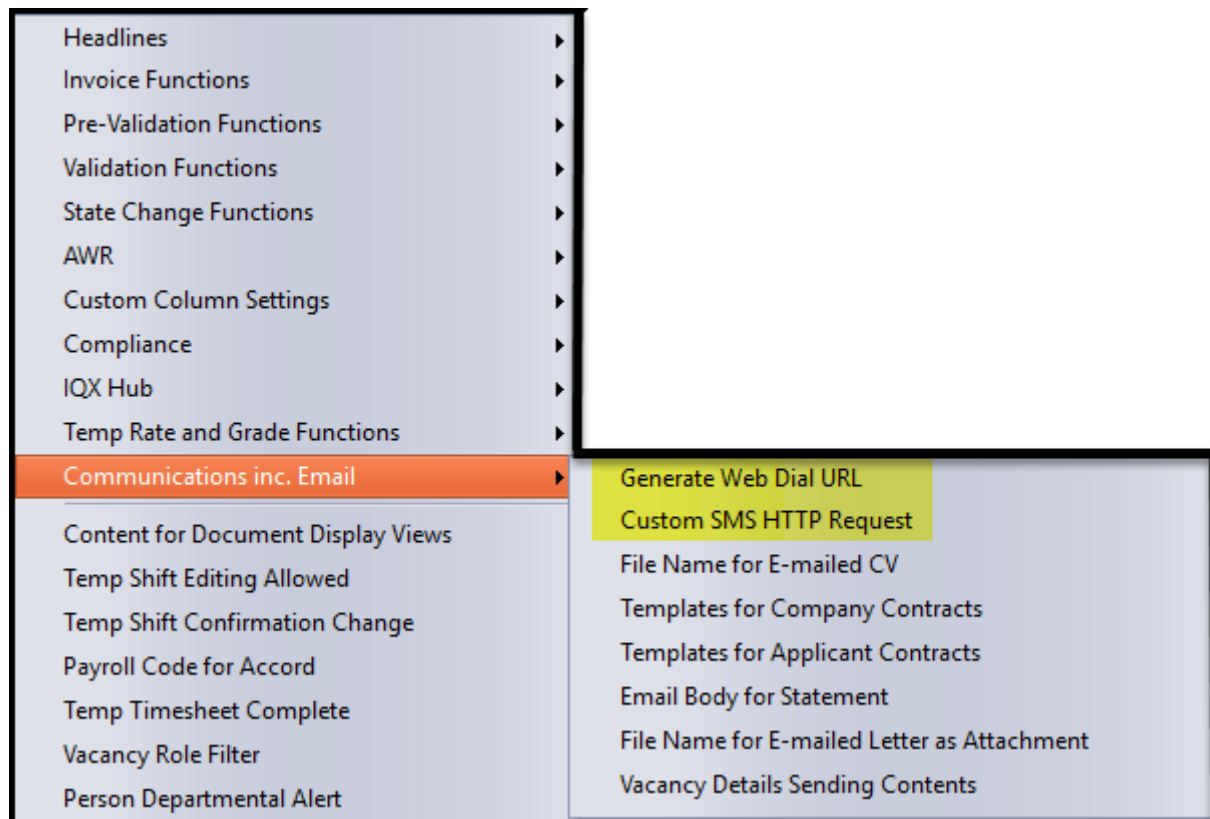 Headlines
Invoice Functions
Pre-Validation Functions
Validation Functions
State Change Functions
AWR
Custom Column Settings
Compliance
IQX Hub
Temp Rate and Grade Functions
Communications inc. Email
Content for Document Display Views
Temp Shift Editing Allowed
Temp Shift Confirmation Change
Payroll Code for Accord
Temp Timesheet Complete
Vacancy Role Filter
Person Departmental Alert
Generate Web Dial URL
Custom SMS HTTP Request
File Name for E-mailed CV
Templates for Company Contracts
Templates for Applicant Contracts
Email Body for Statement
File Name for E-mailed Letter as Attachment
Vacancy Details Sending Contents